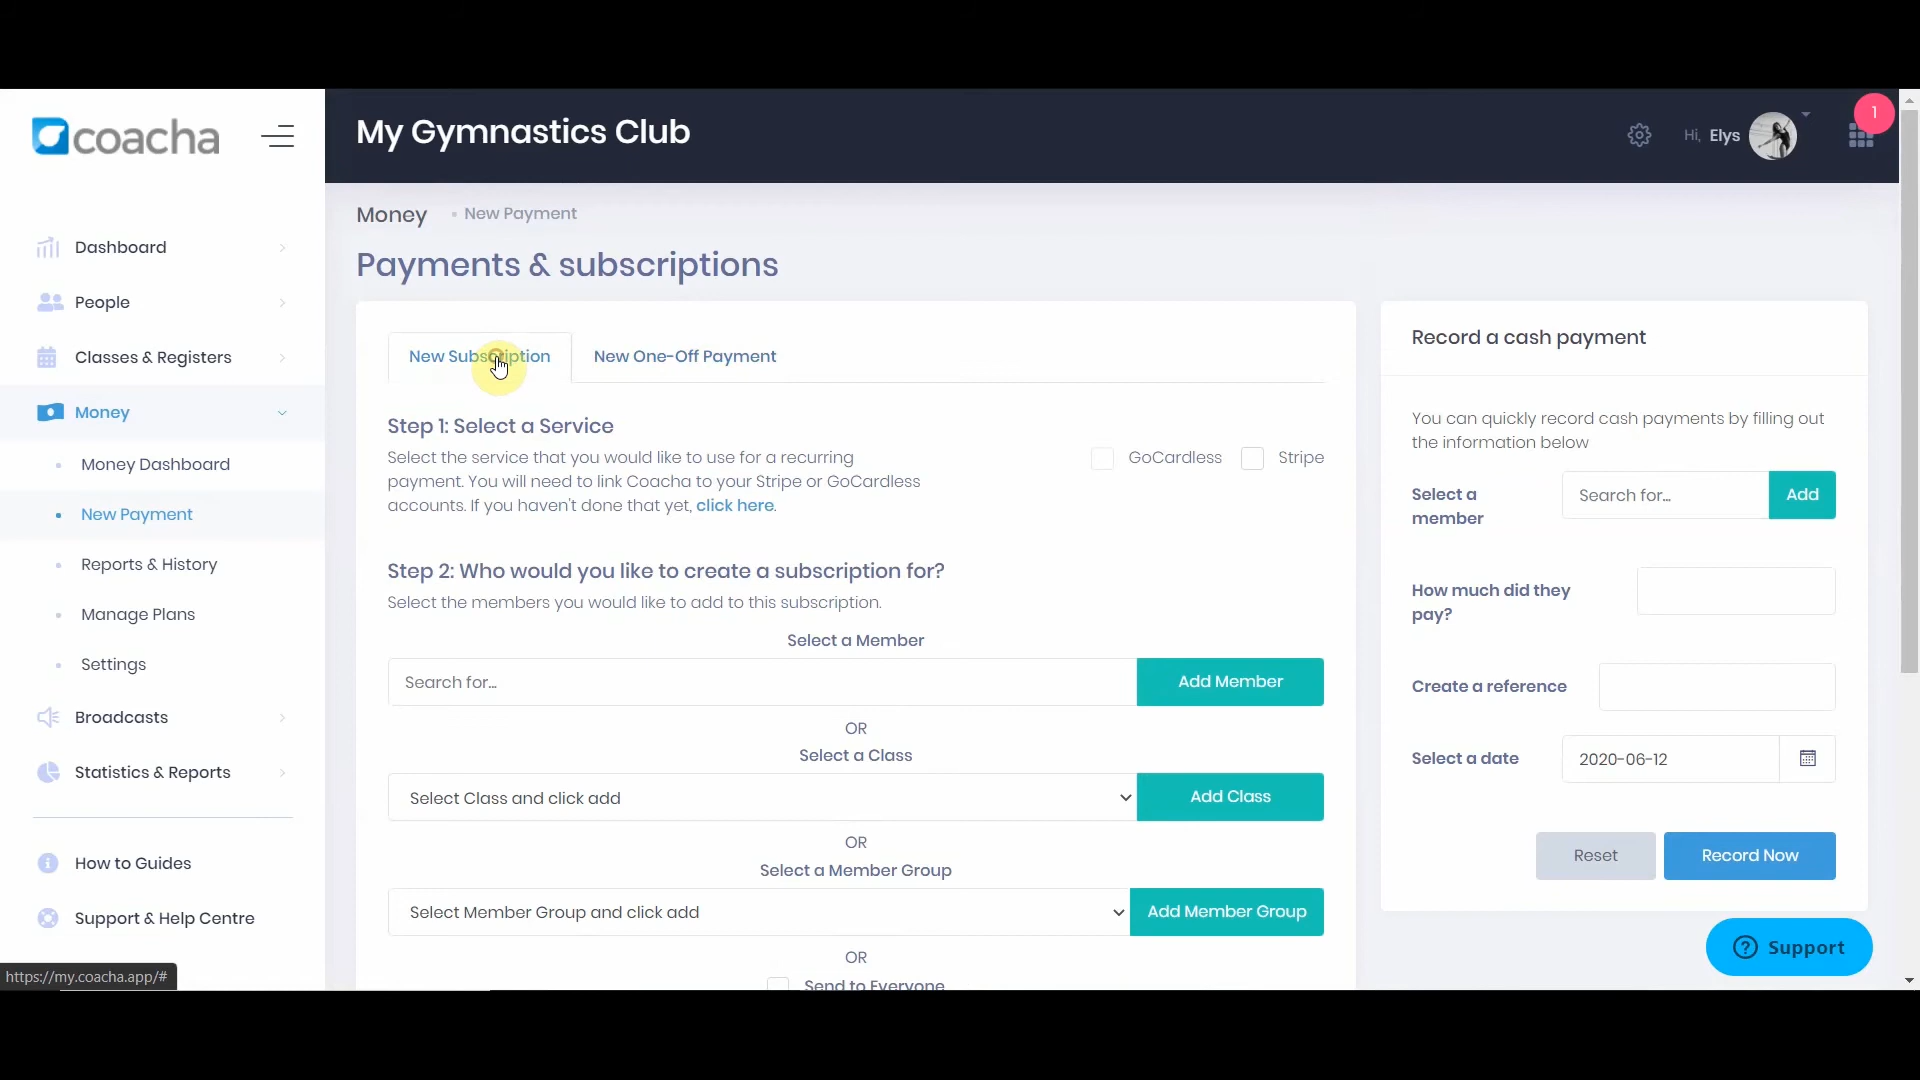 coacha
My Gymnastics Club
Hi, Elys
1
Dashboard
People
Classes & Registers
Money
Money Dashboard
New Payment
Reports & History
Manage Plans
Settings
Broadcasts
Statistics & Reports
How to Guides
Support & Help Centre
https://my.coacha.app/#
Money
New Payment
Payments & subscriptions
New Subscription
New One-Off Payment
Step 1: Select a Service
Select the service that you would like to use for a recurring
payment. You will need to link Coacha to your Stripe or GoCardless
accounts. If you haven't done that yet, click here.
GoCardless
Stripe
Step 2: Who would you like to create a subscription for?
Select the members you would like to add to this subscription.
Select a Member
Search for...
Add Member
OR
Select a Class
Select Class and click add
Add Class
OR
Select a Member Group
Select Member Group and click add
Add Member Group
OR
Send to Everyone
Record a cash payment
You can quickly record cash payments by filling out
the information below
Select a
member
Search for...
Add
How much did they
pay?
Create a reference
Select a date
2020-06-12
Reset
Record Now
Support